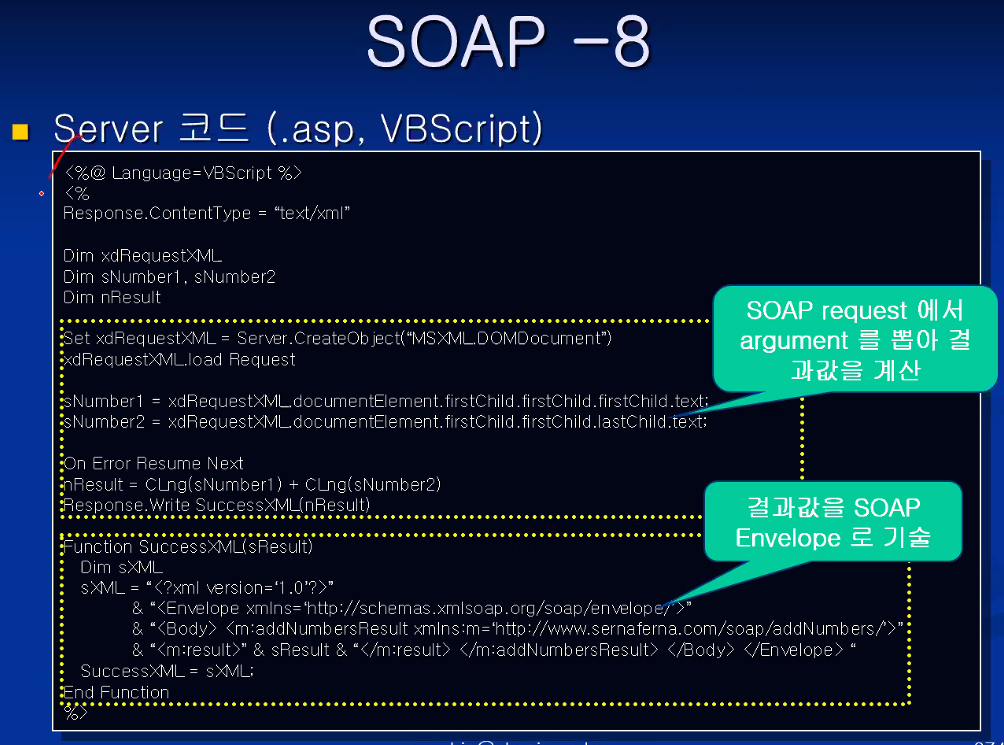 SOAP -8
Server 코드 (.asp, VBScript)
<%@ Language=VBScript %>
<%
Response.ContentType = “text/xml”
Dim xdRequestXML
Dim sNumber1, sNumber2
Dim nResult
Set xdRequestXML = Server.CreateObject(“MSXML.DOMDocument”)
xdRequestXML.load Request
sNumber1 = xdRequestXML.documentElement.firstChild.firstChild.firstChild.text;
sNumber2 = xdRequestXML.documentElement.firstChild.firstChild.lastChild.text;
On Error Resume Next
nResult = CLng(sNumber1) + CLng(sNumber2)
Response.Write SuccessXML(nResult)
SOAP request 에서
argument 를 뽑아 결
과값을 계산
Function SuccessXML(sResult)
Dim sXML
sXML = “<?xml version=‘1.0’?>”
& “<Envelope xmlns=‘http://schemas.xmlsoap.org/soap/envelope/’>”
& “<Body> <m:addNumbersResult xmlns:m=‘http://www.sernaferna.com/soap/addNumbers/’>”
& “<m:result>” & sResult & “</m:result> </m:addNumbersResult> </Body> </Envelope> “
SuccessXML = sXML;
End Function
%>
결과값을 SOAP
Envelope 로 기술